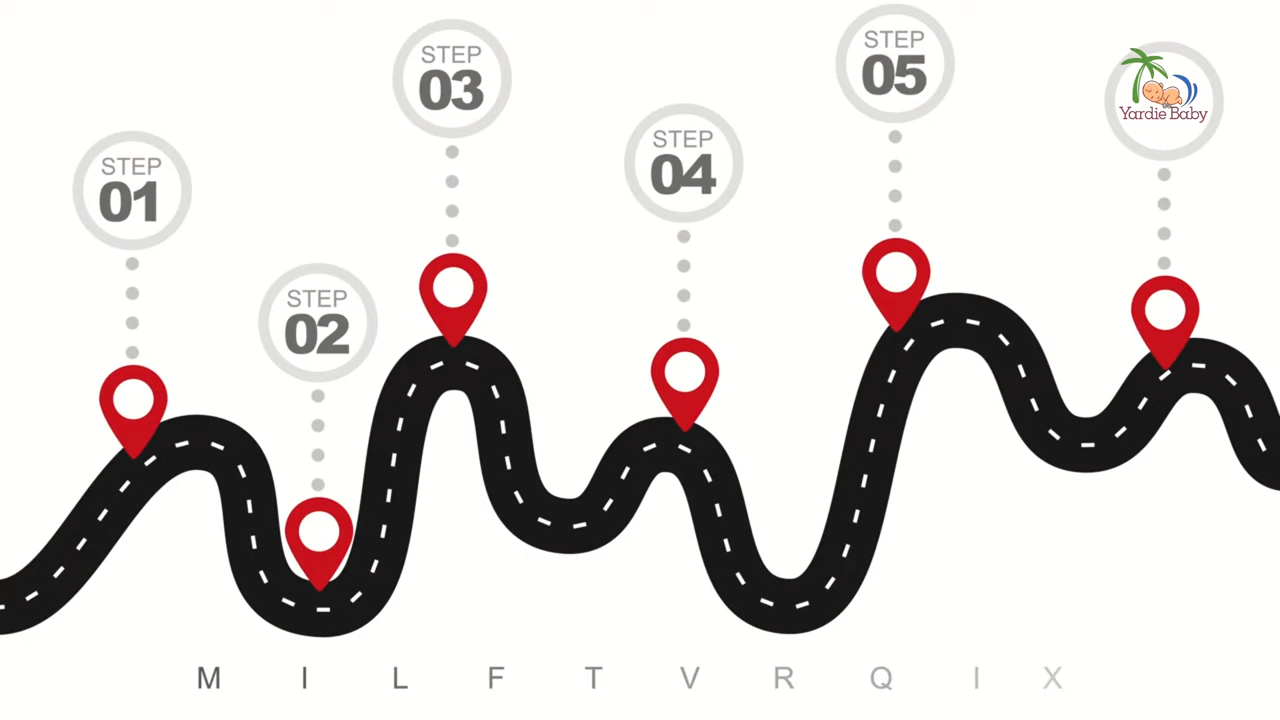 STEP
01
STEP
02
STEP
03
STEP
04
STEP
05
Yardie Baby
M I L F T V R Q I X